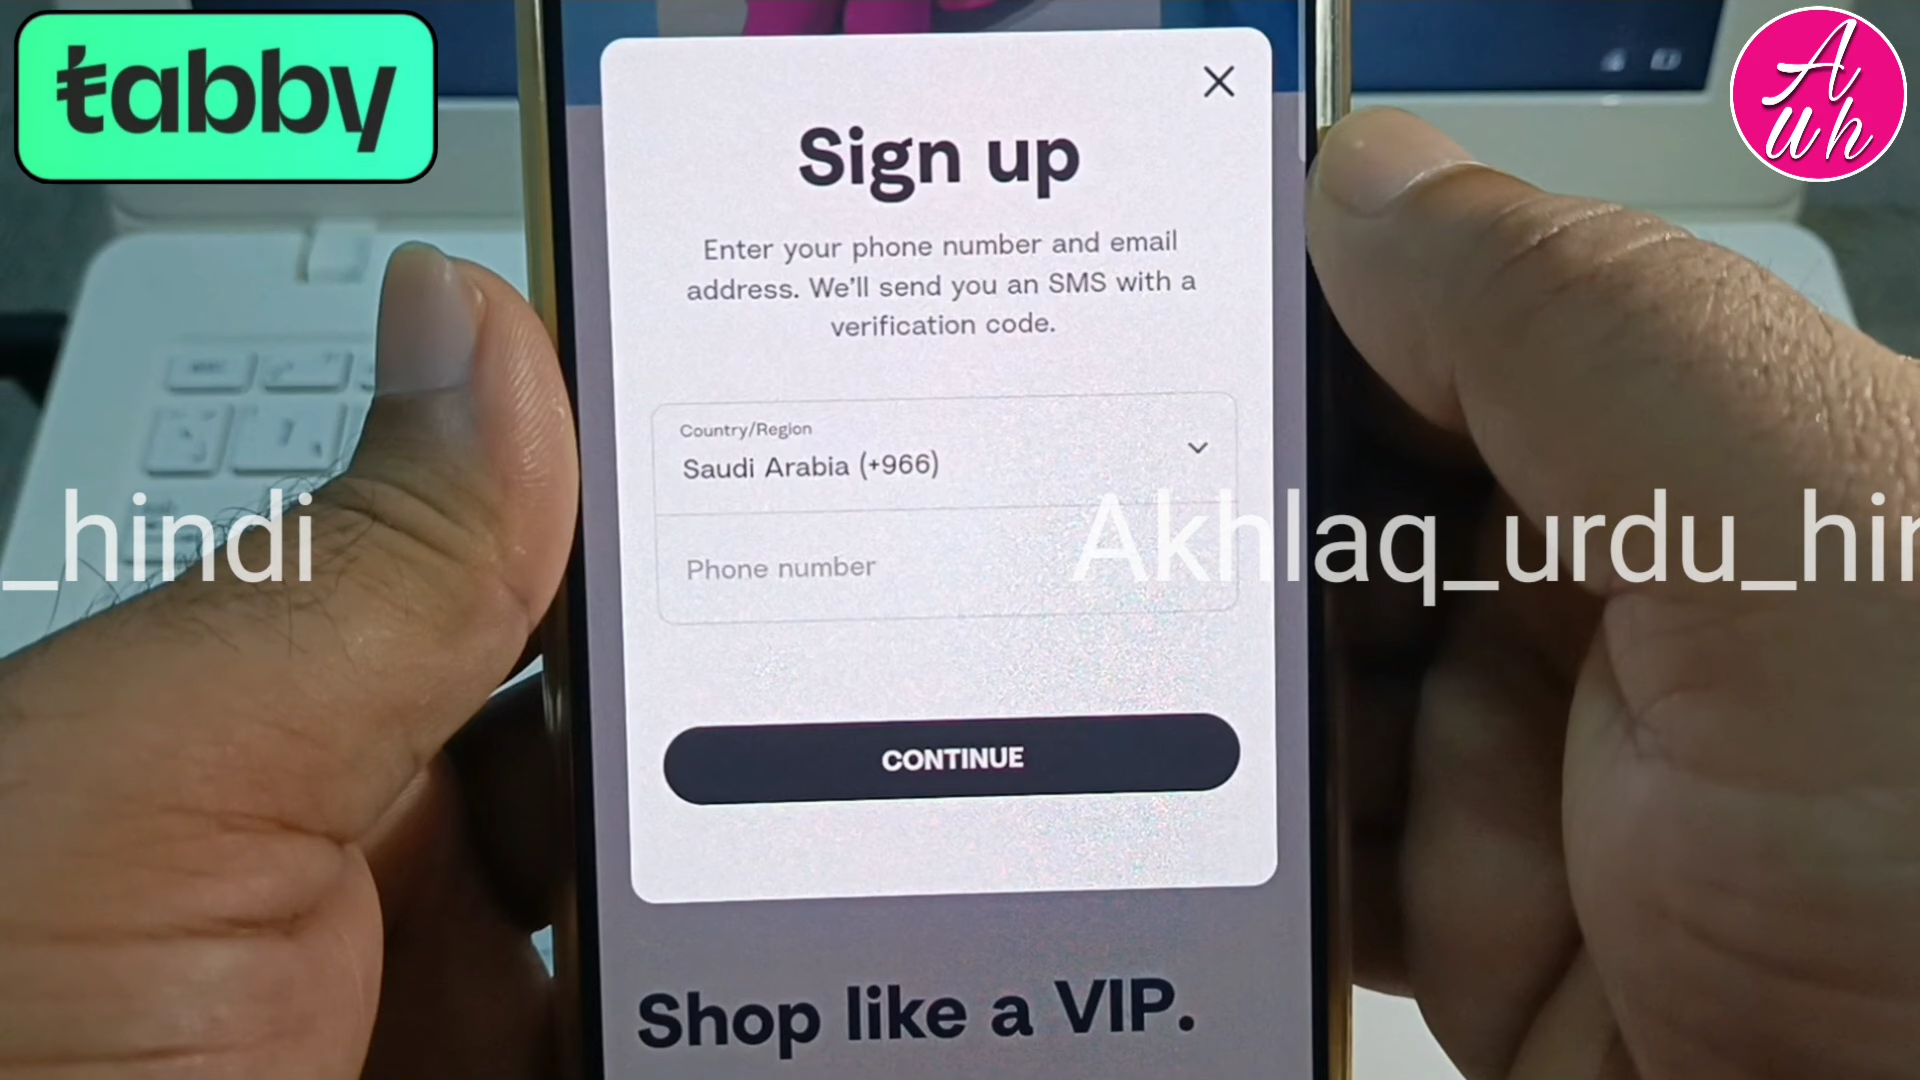 tabby
A
u h
Sign up
Enter your phone number and email
address. We'll send you an SMS with a
verification code.
Country/Region
Saudi Arabia (+966)
_hindi
Akhlaq_urdu_hin
Phone number
CONTINUE
Shop like a VIP.